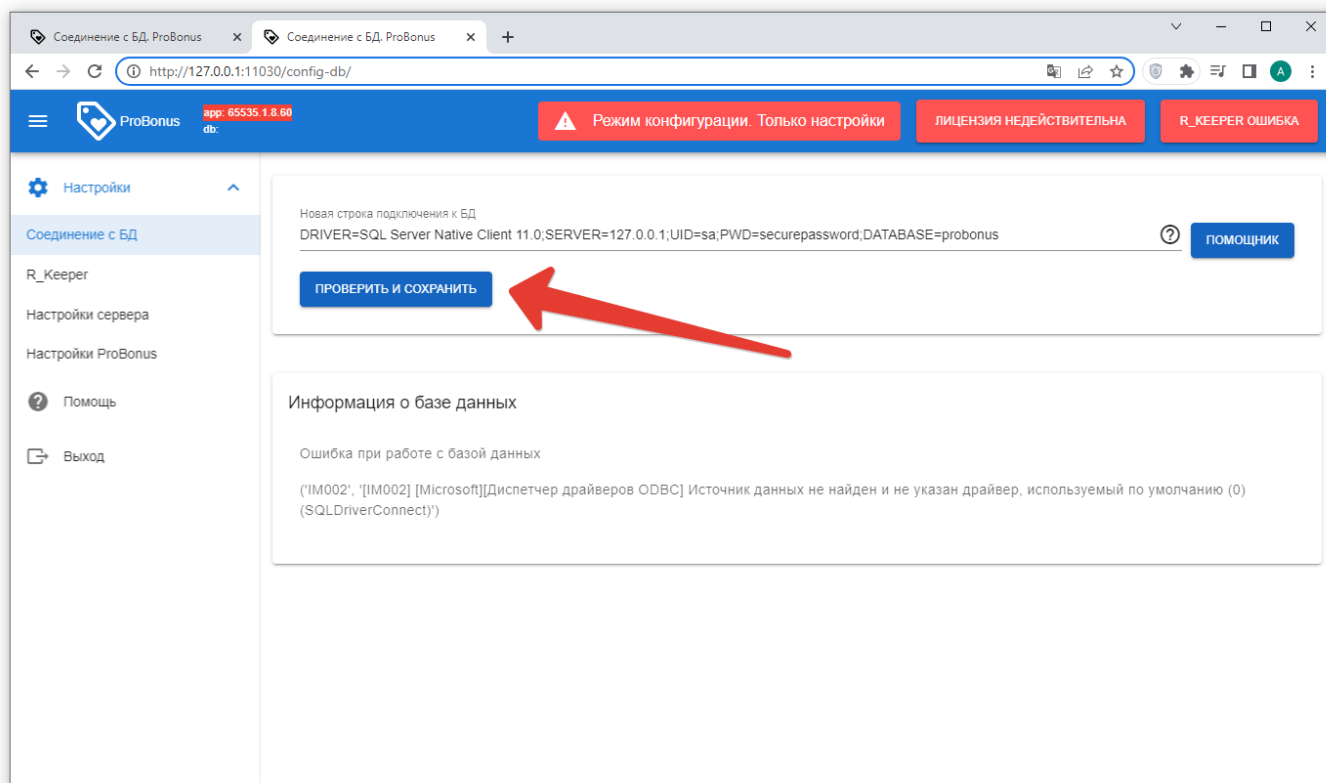 Соединение с БД. ProBonus
Соединение с БД. ProBonus
http://127.0.0.1:11030/config-db/
A
ProBonus
app: 65535.1.8.60
db:
Режим конфигурации. Только настройки
ЛИЦЕНЗИЯ НЕДЕЙСТВИТЕЛЬНА
R_KEEPER ОШИБКА
Настройки
Соединение с БД
R_Keeper
Настройки сервера
Настройки ProBonus
Помощь
Выход
Новая строка подключения к БД
DRIVER=SQL Server Native Client 11.0;SERVER=127.0.0.1;UID=sa;PWD=securepassword;DATABASE=probonus
ПОМОЩНИК
ПРОВЕРИТЬ И СОХРАНИТЬ
Информация о базе данных
Ошибка при работе с базой данных
('IM002', '[IM002] [Microsoft][Диспетчер драйверов ODBC] Источник данных не найден и не указан драйвер, используемый по умолчанию (0)
(SQLDriverConnect)')